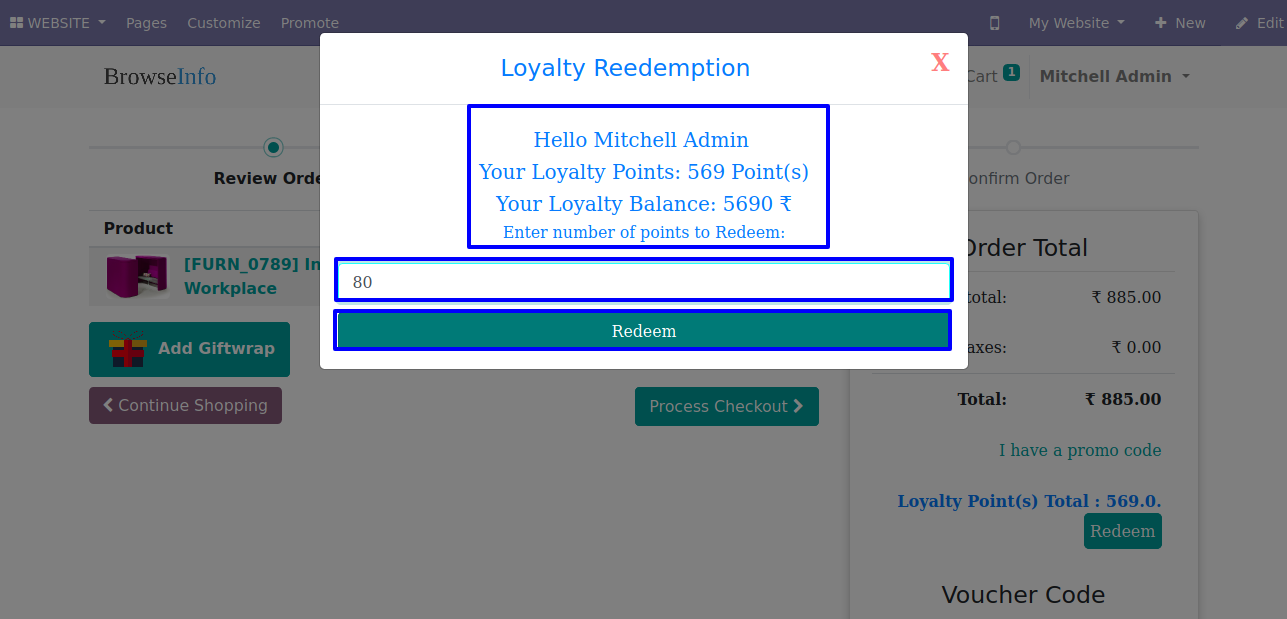 WEBSITE Pages Customize Promote My Website New Edit
Loyalty Reedemption X
BrowseInfo Cart 1 Mitchell Admin
Hello Mitchell Admin
Your Loyalty Points: 569 Point(s)
Your Loyalty Balance: 5690 ₹
Enter number of points to Redeem:
80
Redeem
Review Orde
onfirm Order
Product
[FURN_0789] In
Workplace
Add Giftwrap
Continue Shopping
Process Checkout
Order Total
total: ₹ 885.00
axes: ₹ 0.00
Total: ₹ 885.00
I have a promo code
Loyalty Point(s) Total : 569.0.
Redeem
Voucher Code